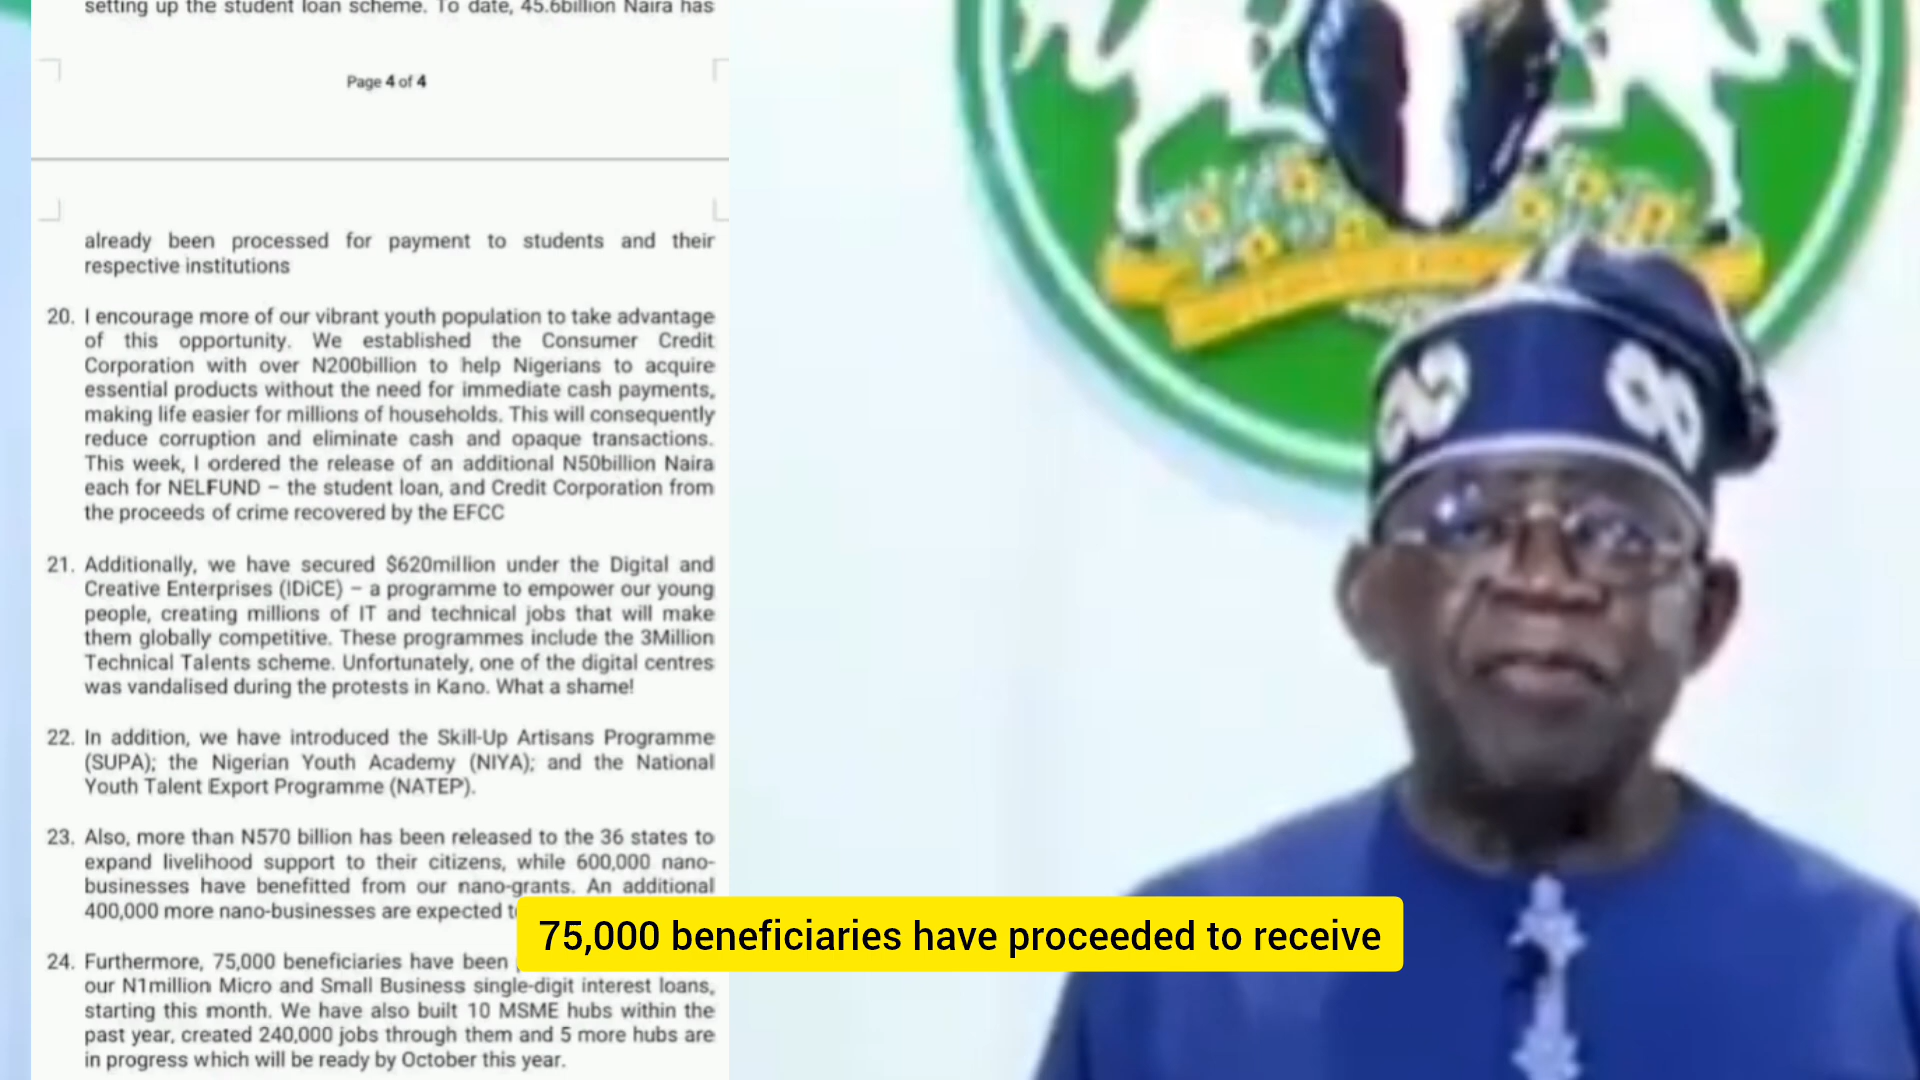 setting up the student loan scheme. To date, 45.6billion Naira has
Page 4 of 4
already been processed for payment to students and their
respective institutions
20. I encourage more of our vibrant youth population to take advantage
of this opportunity. We established the Consumer Credit
Corporation with over N200billion to help Nigerians to acquire
essential products without the need for immediate cash payments,
making life easier for millions of households. This will consequently
reduce corruption and eliminate cash and opaque transactions.
This week, I ordered the release of an additional N50billion Naira
each for NELFUND – the student loan, and Credit Corporation from
the proceeds of crime recovered by the EFCC
21. Additionally, we have secured $620million under the Digital and
Creative Enterprises (IDiCE) – a programme to empower our young
people, creating millions of IT and technical jobs that will make
them globally competitive. These programmes include the 3Million
Technical Talents scheme. Unfortunately, one of the digital centres
was vandalised during the protests in Kano. What a shame!
22. In addition, we have introduced the Skill-Up Artisans Programme
(SUPA); the Nigerian Youth Academy (NIYA); and the National
Youth Talent Export Programme (NATEP).
23. Also, more than N570 billion has been released to the 36 states to
expand livelihood support to their citizens, while 600,000 nano-
businesses have benefitted from our nano-grants. An additional
400,000 more nano-businesses are expected
24. Furthermore, 75,000 beneficiaries have been
our N1million Micro and Small Business single-digit interest loans,
starting this month. We have also built 10 MSME hubs within the
past year, created 240,000 jobs through them and 5 more hubs are
in progress which will be ready by October this year.
75,000 beneficiaries have proceeded to receive